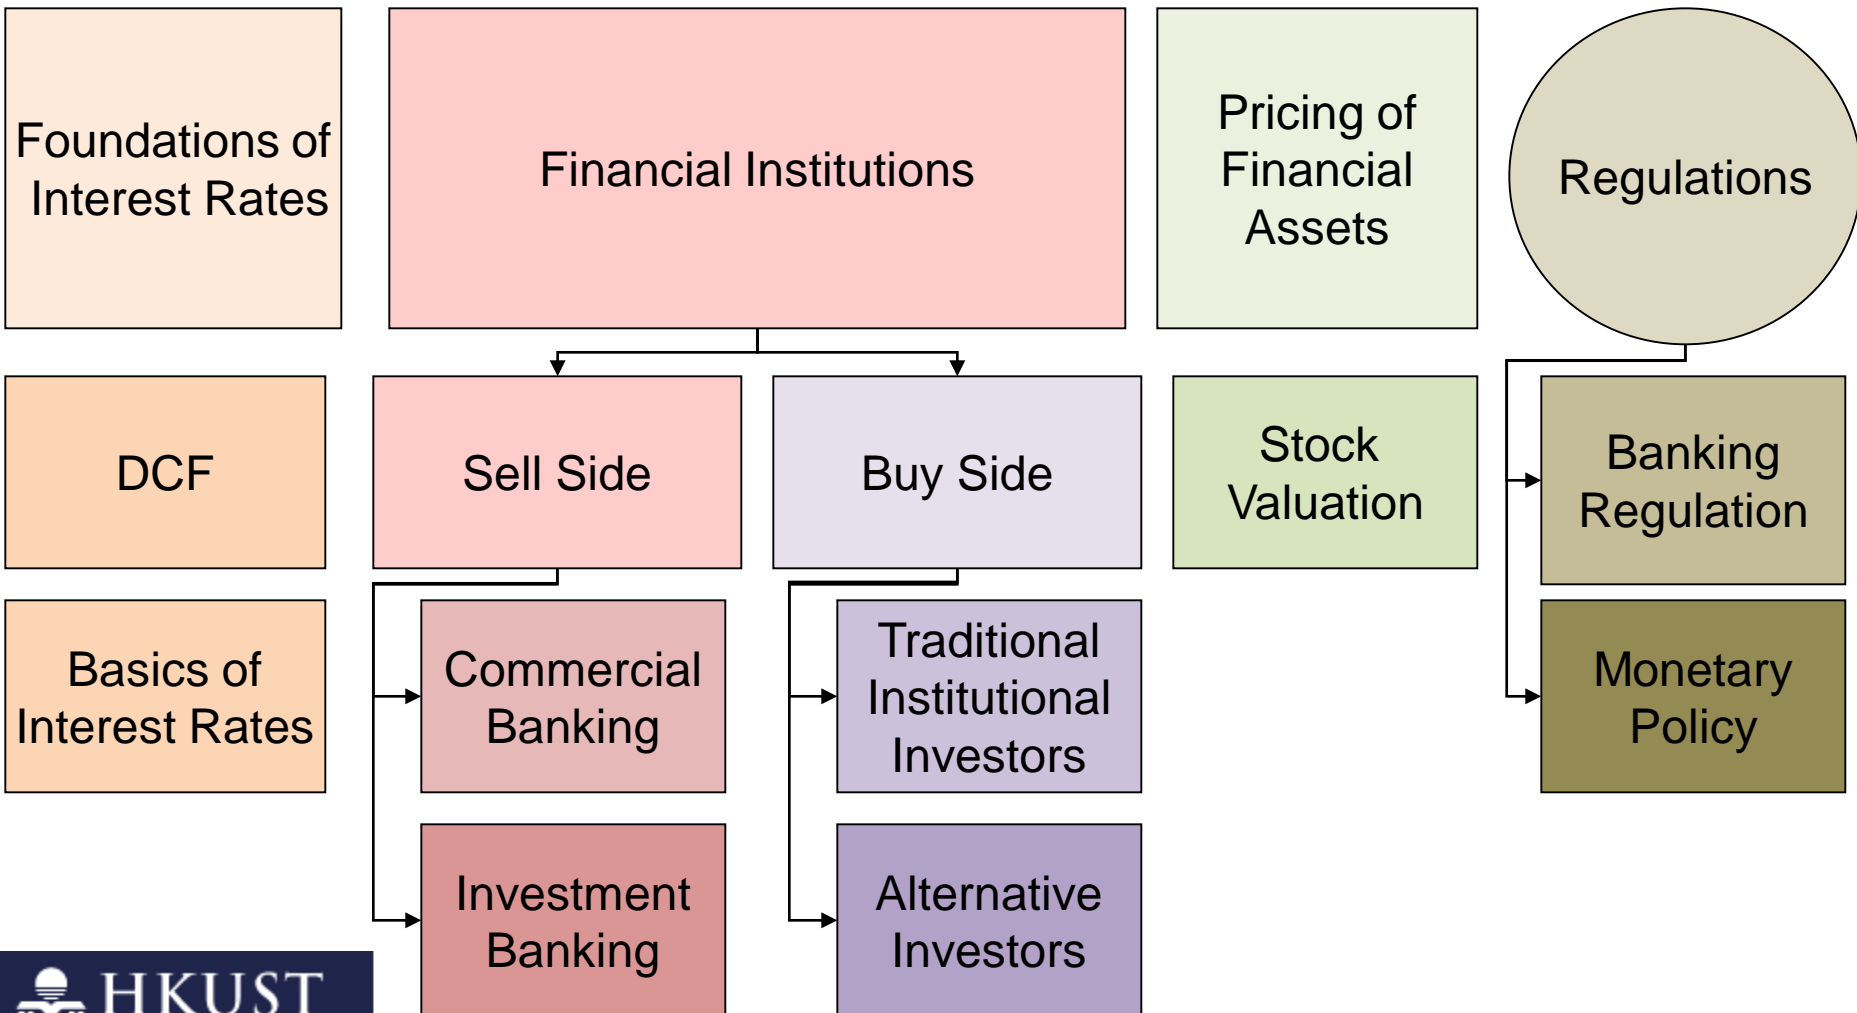 Foundations of
Interest Rates
Financial Institutions
Pricing of
Financial
Assets
Regulations
DCF
Sell Side
Buy Side
Stock
Valuation
Banking
Regulation
Basics of
Interest Rates
Commercial
Banking
Traditional
Institutional
Investors
Monetary
Policy
Investment
Banking
Alternative
Investors
HKUST